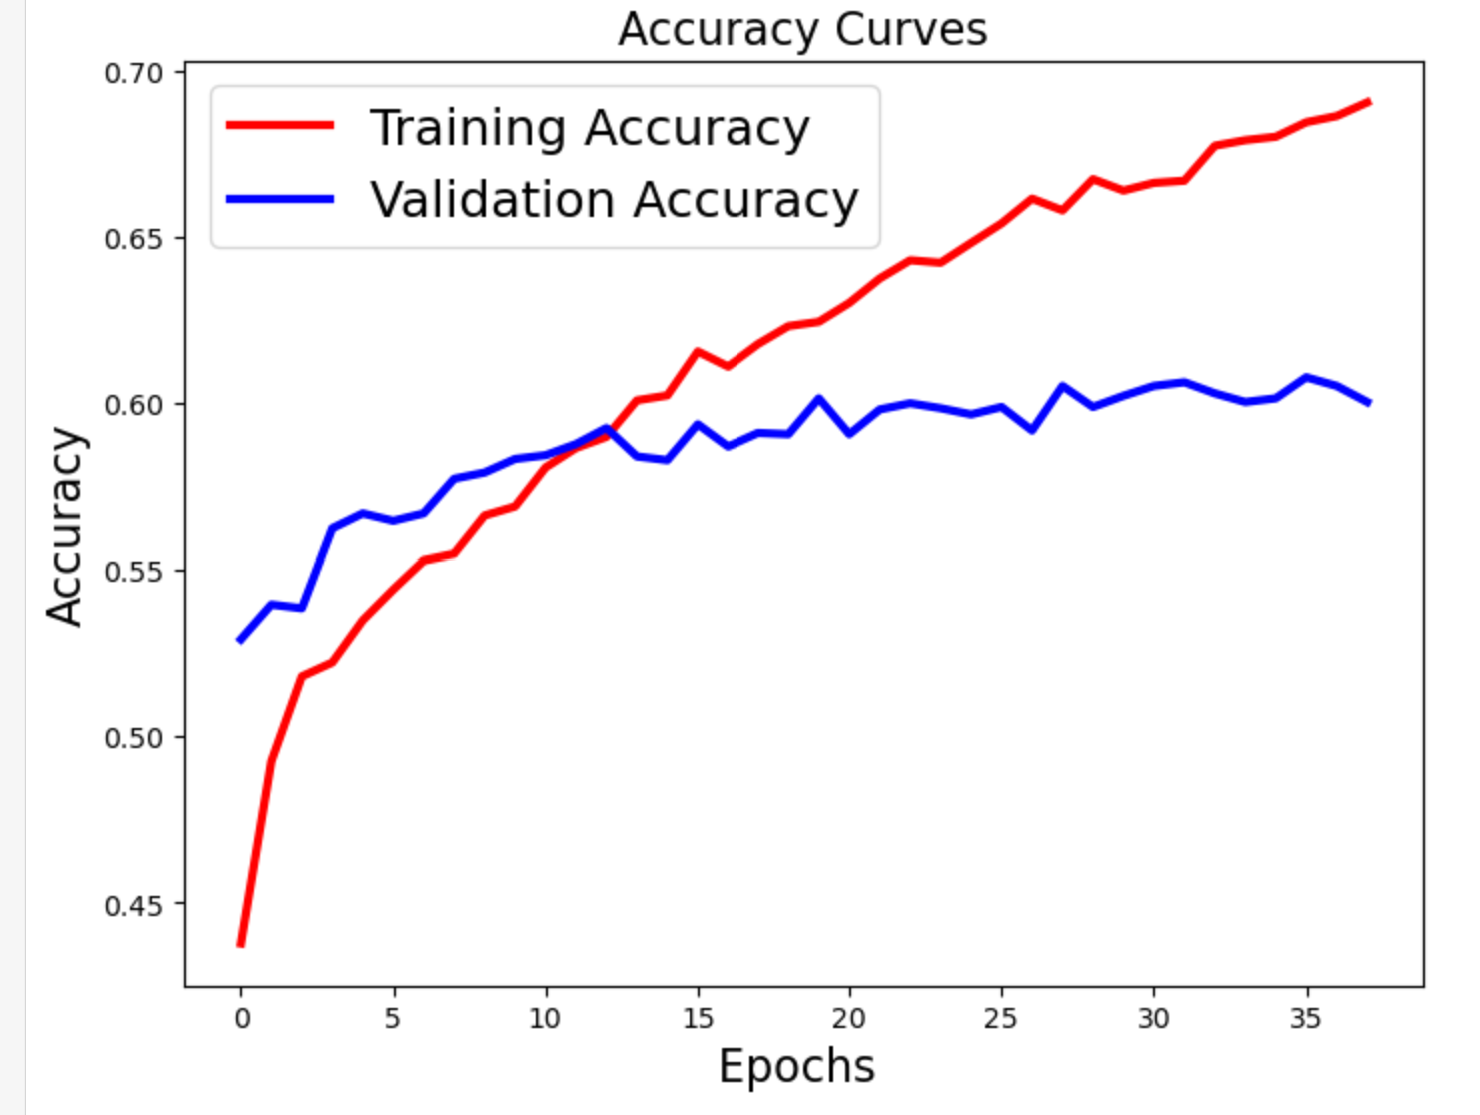 Accuracy Curves
Training Accuracy
Validation Accuracy
0.70
0.65
0.60
0.55
0.50
0.45
Accuracy
0 5 10 15 20 25 30 35
Epochs